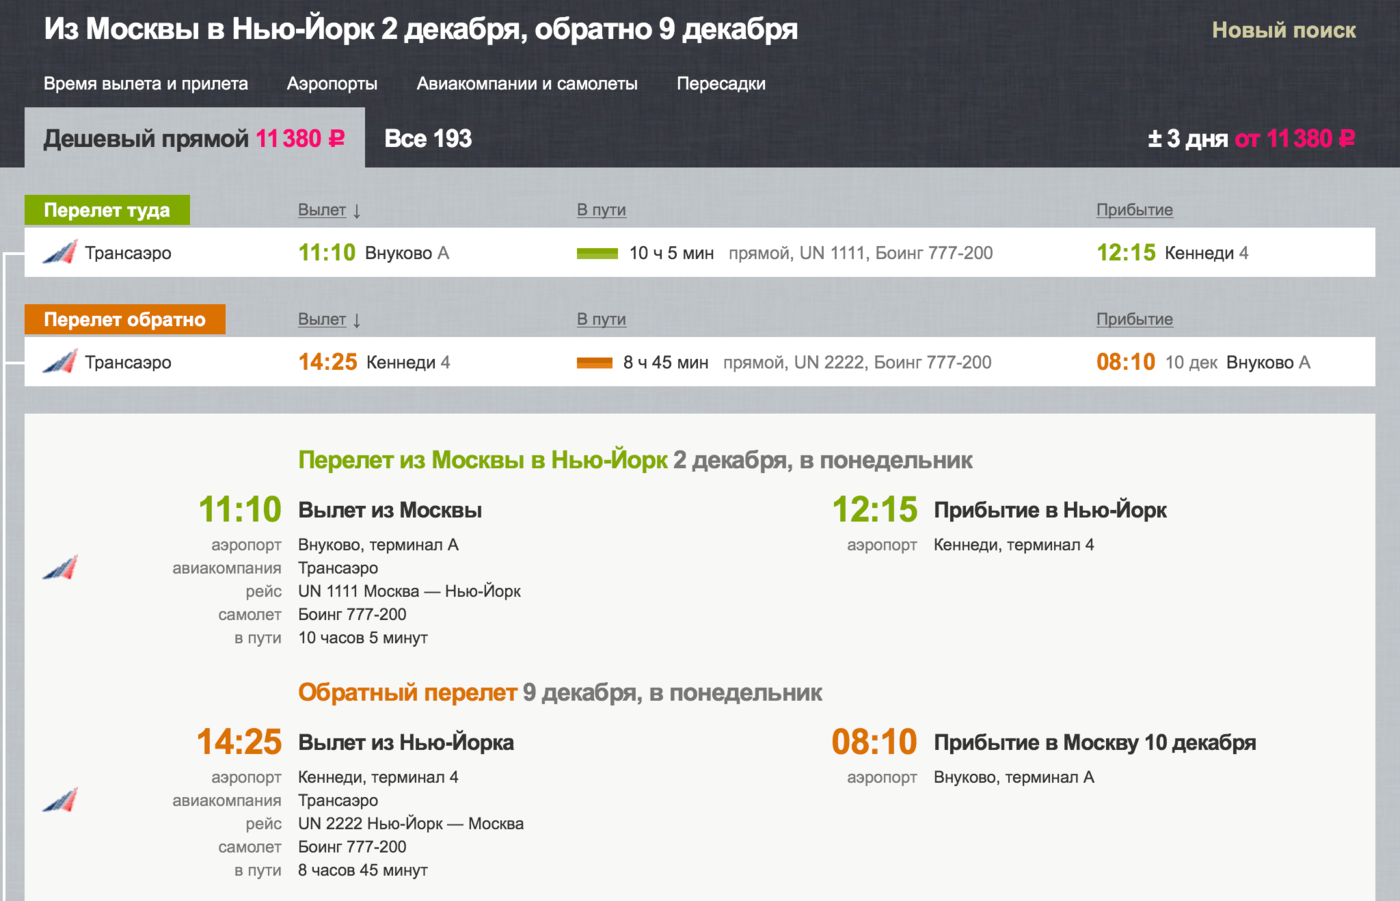 Из Москвы в Нью-Йорк 2 декабря, обратно 9 декабря
Новый поиск
Время вылета и прилета Аэропорты Авиакомпании и самолеты Пересадки
Дешевый прямой 11 380 ₽ Все 193 ± 3 дня от 11 380 ₽
Перелет туда Вылет ↓ В пути Прибытие
Трансаэро 11:10 Внуково А 10 ч 5 мин прямой, UN 1111, Боинг 777-200 12:15 Кеннеди 4
Перелет обратно Вылет ↓ В пути Прибытие
Трансаэро 14:25 Кеннеди 4 8 ч 45 мин прямой, UN 2222, Боинг 777-200 08:10 10 дек Внуково А
Перелет из Москвы в Нью-Йорк 2 декабря, в понедельник
11:10 Вылет из Москвы 12:15 Прибытие в Нью-Йорк
аэропорт Внуково, терминал А аэропорт Кеннеди, терминал 4
авиакомпания Трансаэро
рейс UN 1111 Москва — Нью-Йорк
самолет Боинг 777-200
в пути 10 часов 5 минут
Обратный перелет 9 декабря, в понедельник
14:25 Вылет из Нью-Йорка 08:10 Прибытие в Москву 10 декабря
аэропорт Кеннеди, терминал 4 аэропорт Внуково, терминал А
авиакомпания Трансаэро
рейс UN 2222 Нью-Йорк — Москва
самолет Боинг 777-200
в пути 8 часов 45 минут